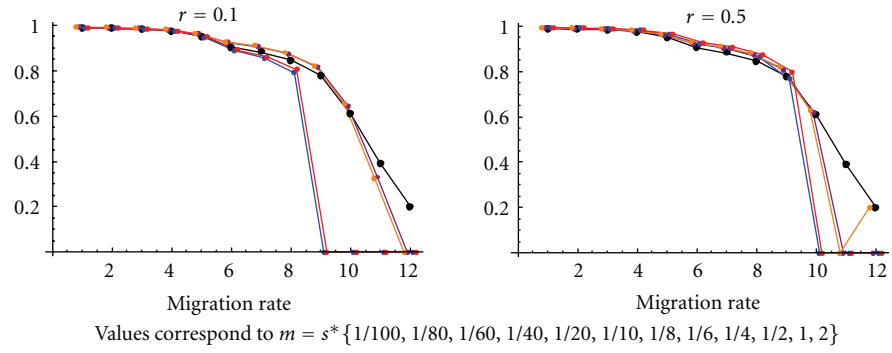 r = 0.1
1
0.8
0.6
0.4
0.2
2 4 6 8 10 12
Migration rate
r = 0.5
1
0.8
0.6
0.4
0.2
2 4 6 8 10 12
Migration rate
Values correspond to m = s* {1/100, 1/80, 1/60, 1/40, 1/20, 1/10, 1/8, 1/6, 1/4, 1/2, 1, 2}